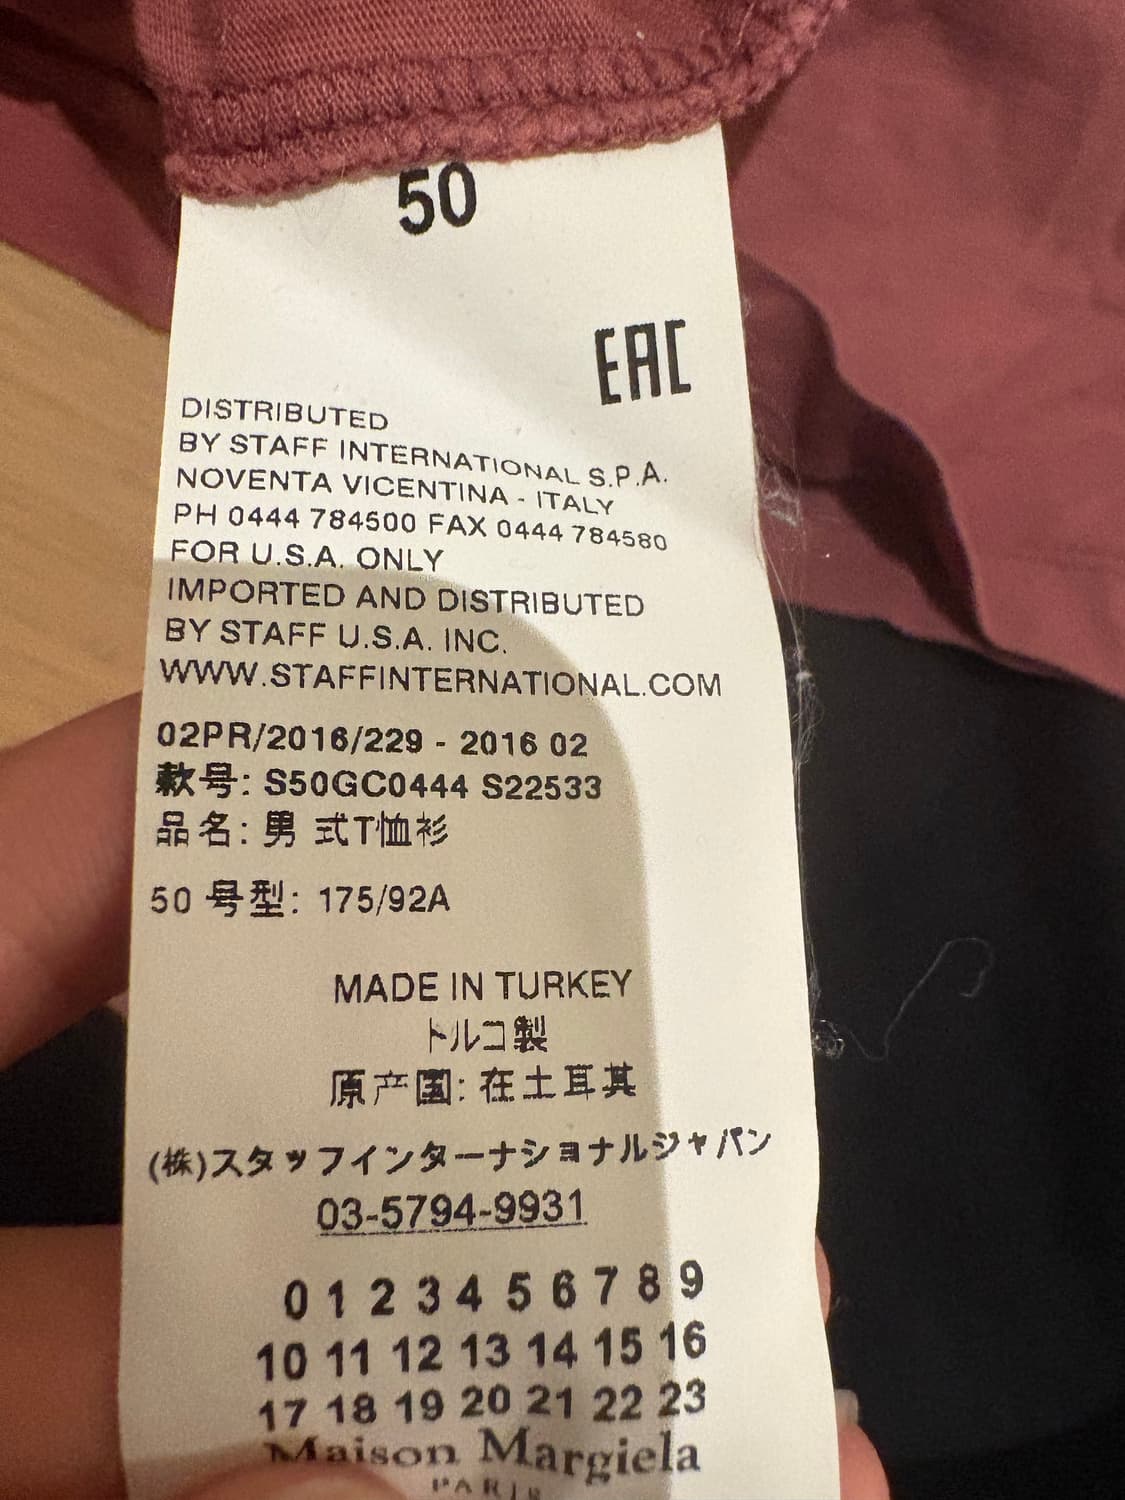 50
EAC
DISTRIBUTED
BY STAFF INTERNATIONAL S.P.A.
NOVENTA VICENTINA - ITALY
PH 0444 784500 FAX 0444 784580
FOR U.S.A. ONLY
IMPORTED AND DISTRIBUTED
BY STAFF U.S.A. INC.
WWW.STAFFINTERNATIONAL.COM
02PR/2016/229 - 2016 02
款号: S50GC0444 S22533
品名: 男 式T恤衫
50 号型: 175/92A
MADE IN TURKEY
トルコ製
原产国: 在土耳其
(株)スタッフインターナショナルジャパン
03-5794-9931
0 1 2 3 4 5 6 7 8 9
10 11 12 13 14 15 16
17 18 19 20 21 22 23
Maison Margiela
PARIS